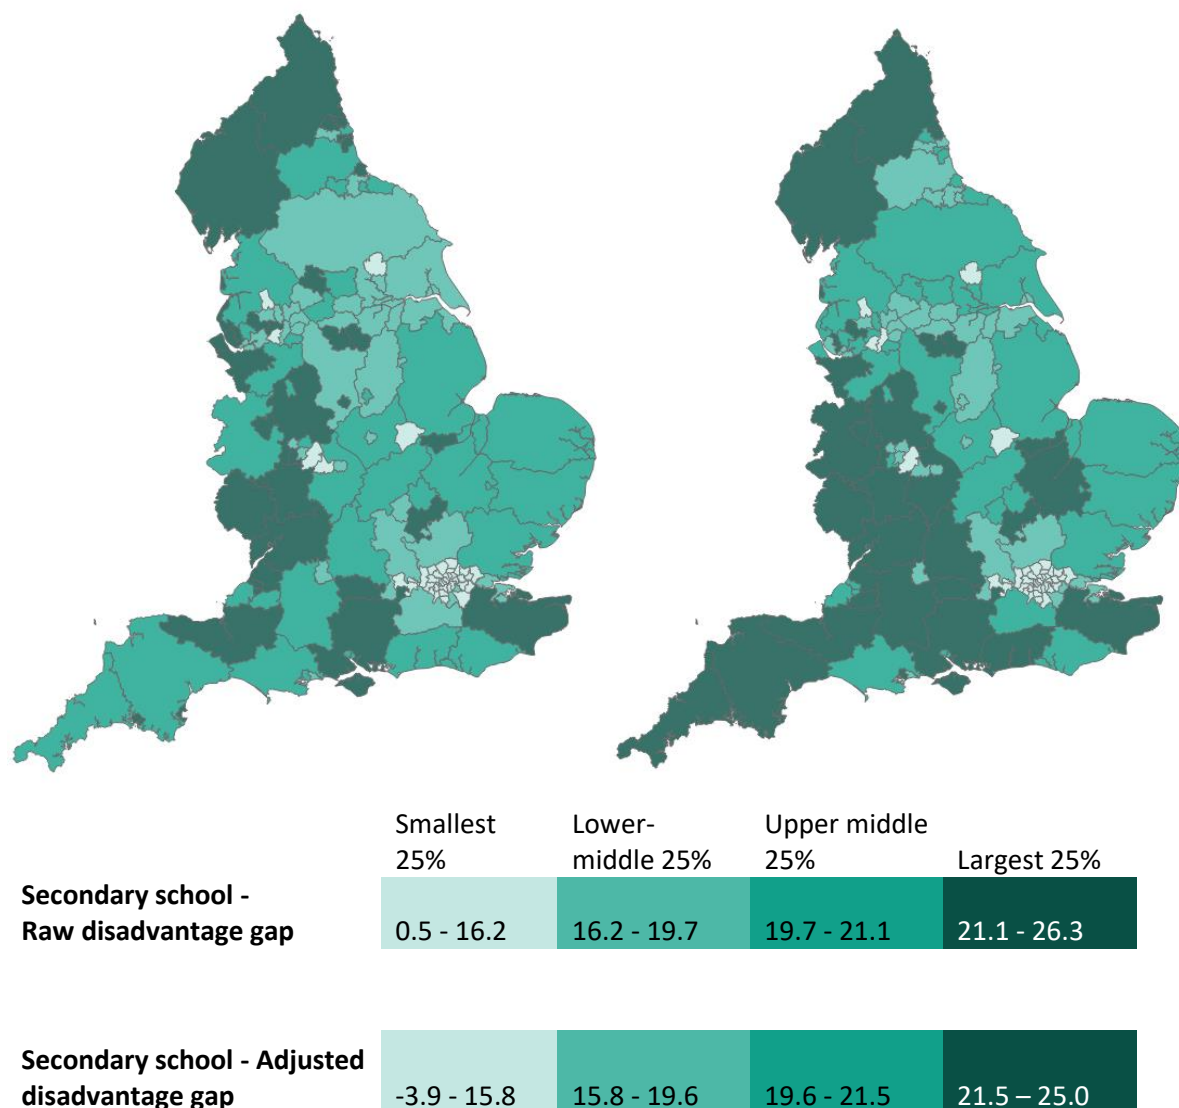 Smallest 25%
Lower-middle 25%
Upper middle 25%
Largest 25%
Secondary school -
Raw disadvantage gap
0.5 - 16.2
16.2 - 19.7
19.7 - 21.1
21.1 - 26.3
Secondary school - Adjusted
disadvantage gap
-3.9 - 15.8
15.8 - 19.6
19.6 - 21.5
21.5 – 25.0